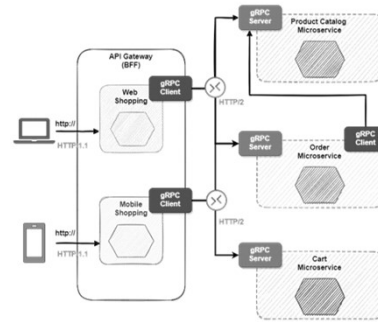 API Gateway
(BFF)
gRPC
Client
Web
Shopping
http://
HTTP 1.1
HTTP/2
gRPC
Server
Product Catalog
Microservice
gRPC
Server
Order
Microservice
gRPC
Client
gRPC
Client
Mobile
Shopping
http://
HTTP 1.1
HTTP/2
gRPC
Server
Cart
Microservice